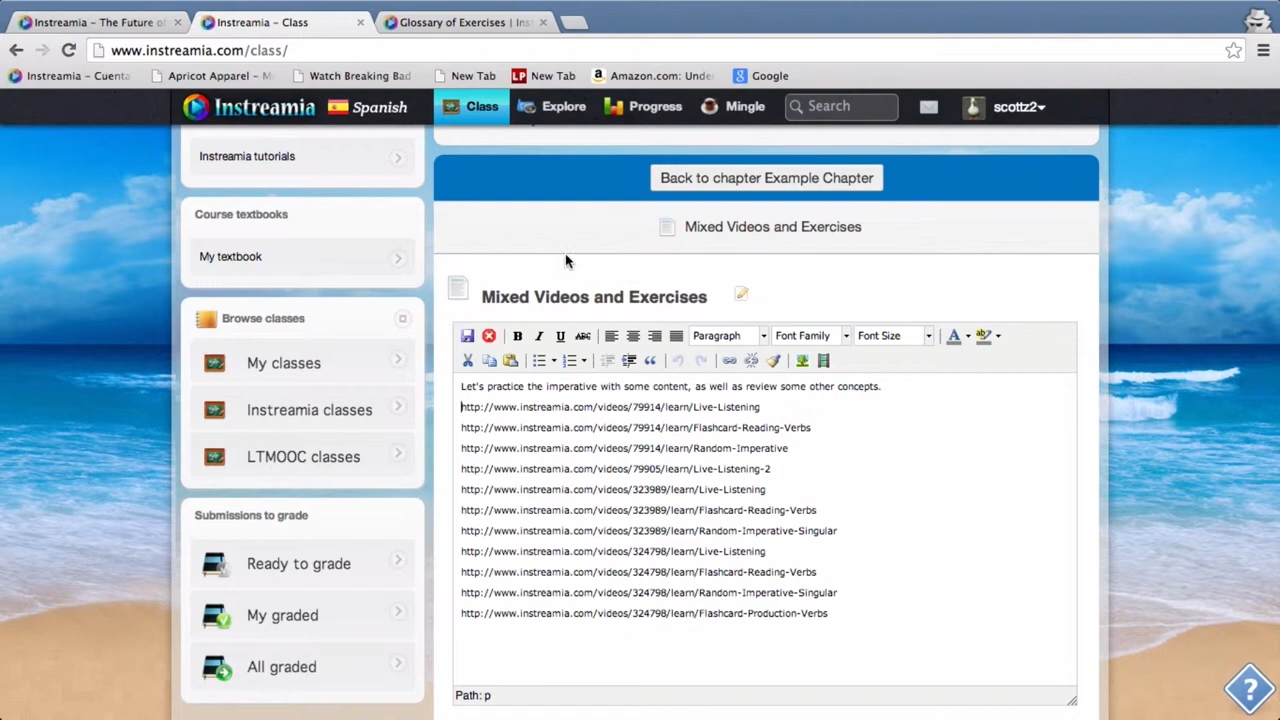 Instreamia – The Future of
Instreamia – Class
Glossary of Exercises | Ins
www.instreamia.com/class/
Instreamia – Cuenta
Apricot Apparel – M
Watch Breaking Bad
New Tab
LP New Tab
a Amazon.com: Unde
8 Google
Instreamia
Spanish
Class
Explore
Progress
Mingle
Search
scottz2
Instreamia tutorials
Course textbooks
My textbook
Browse classes
My classes
Instreamia classes
LTMOOC classes
Submissions to grade
Ready to grade
My graded
All graded
Back to chapter Example Chapter
Mixed Videos and Exercises
Mixed Videos and Exercises
B I U ABC Paragraph Font Family Font Size A ab
Let's practice the imperative with some content, as well as review some other concepts.
http://www.instreamia.com/videos/79914/learn/Live-Listening
http://www.instreamia.com/videos/79914/learn/Flashcard-Reading-Verbs
http://www.instreamia.com/videos/79914/learn/Random-Imperative
http://www.instreamia.com/videos/79905/learn/Live-Listening-2
http://www.instreamia.com/videos/323989/learn/Live-Listening
http://www.instreamia.com/videos/323989/learn/Flashcard-Reading-Verbs
http://www.instreamia.com/videos/323989/learn/Random-Imperative-Singular
http://www.instreamia.com/videos/324798/learn/Live-Listening
http://www.instreamia.com/videos/324798/learn/Flashcard-Reading-Verbs
http://www.instreamia.com/videos/324798/learn/Random-Imperative-Singular
http://www.instreamia.com/videos/324798/learn/Flashcard-Production-Verbs
Path: p
?